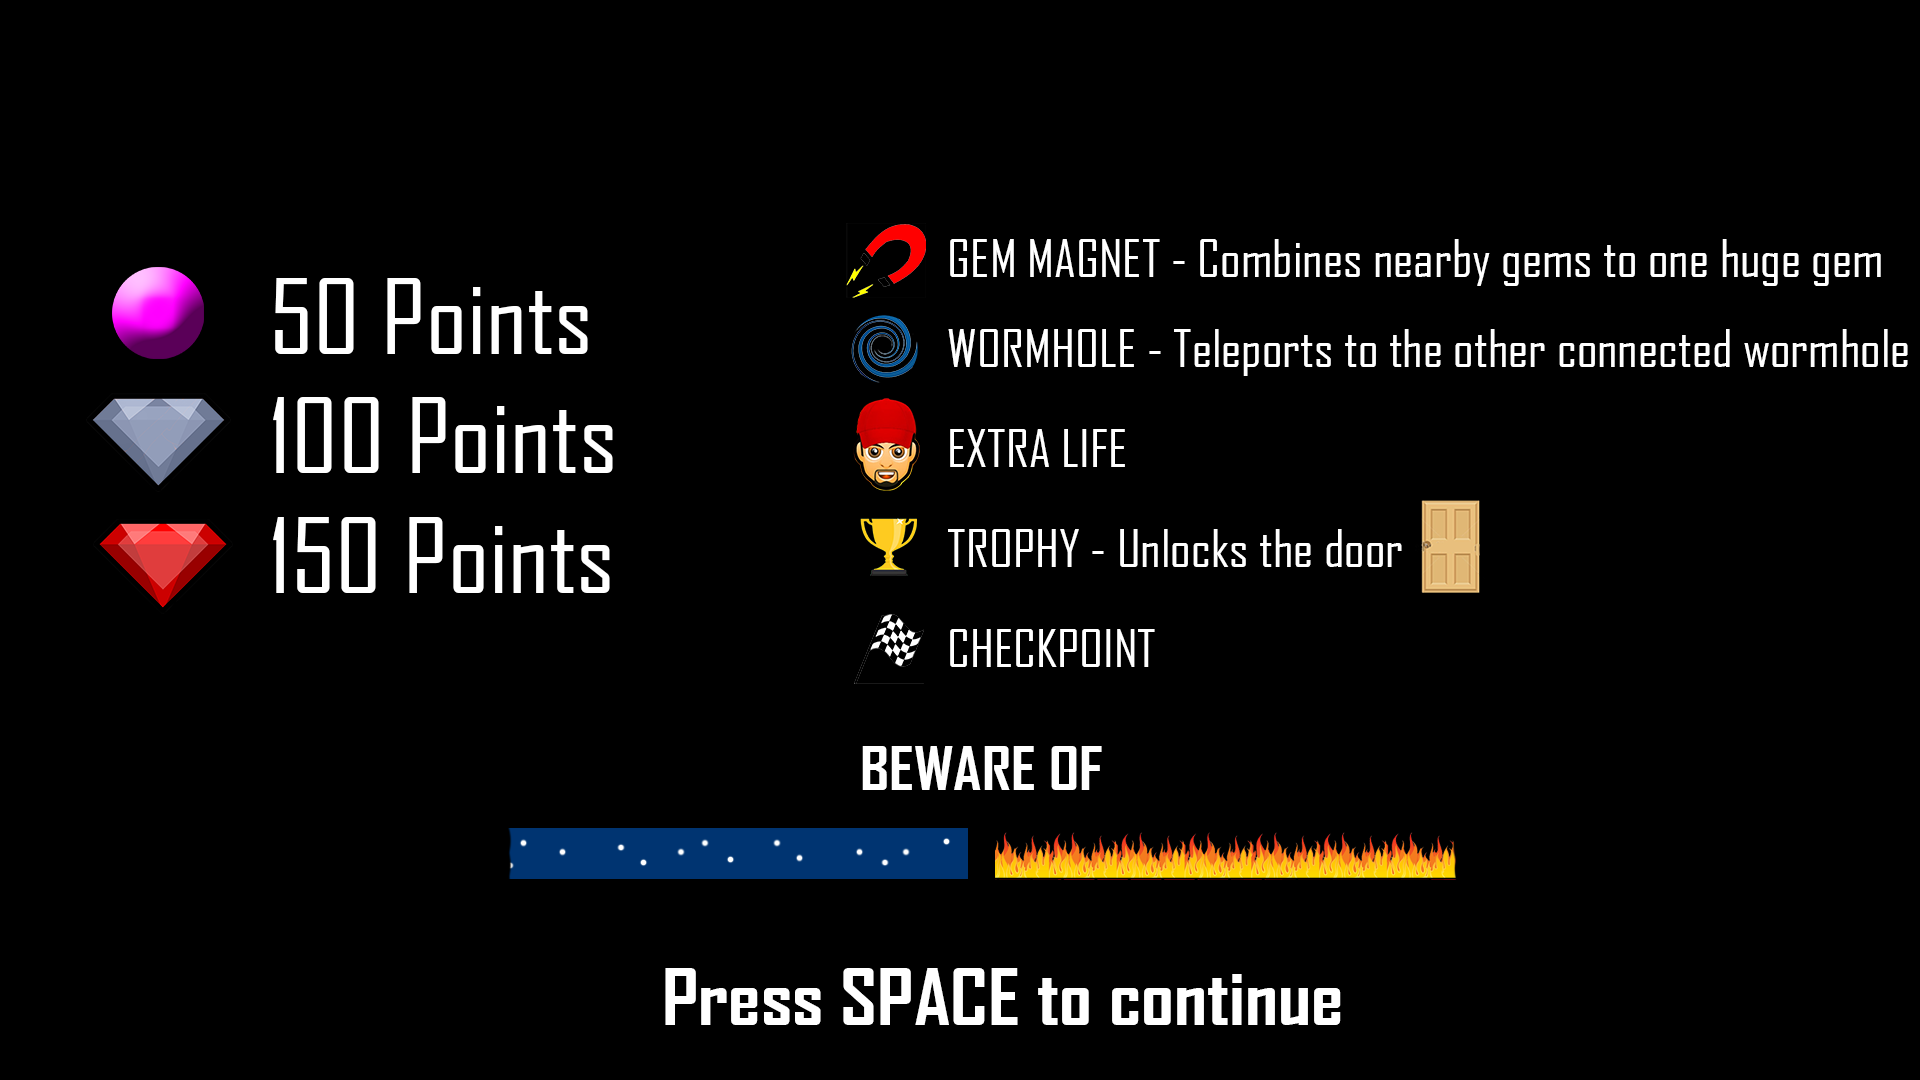 50 Points
100 Points
150 Points
GEM MAGNET - Combines nearby gems to one huge gem
WORMHOLE - Teleports to the other connected wormhole
EXTRA LIFE
TROPHY - Unlocks the door
CHECKPOINT
BEWARE OF
Press SPACE to continue